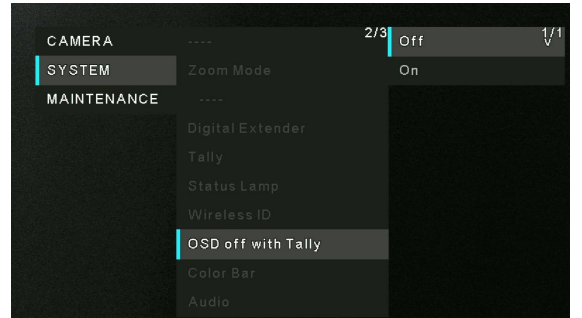 CAMERA
SYSTEM
MAINTENANCE
----
2/3
Zoom Mode
----
Digital Extender
Tally
Status Lamp
Wireless ID
OSD off with Tally
Color Bar
Audio
Off
1/1
v
On